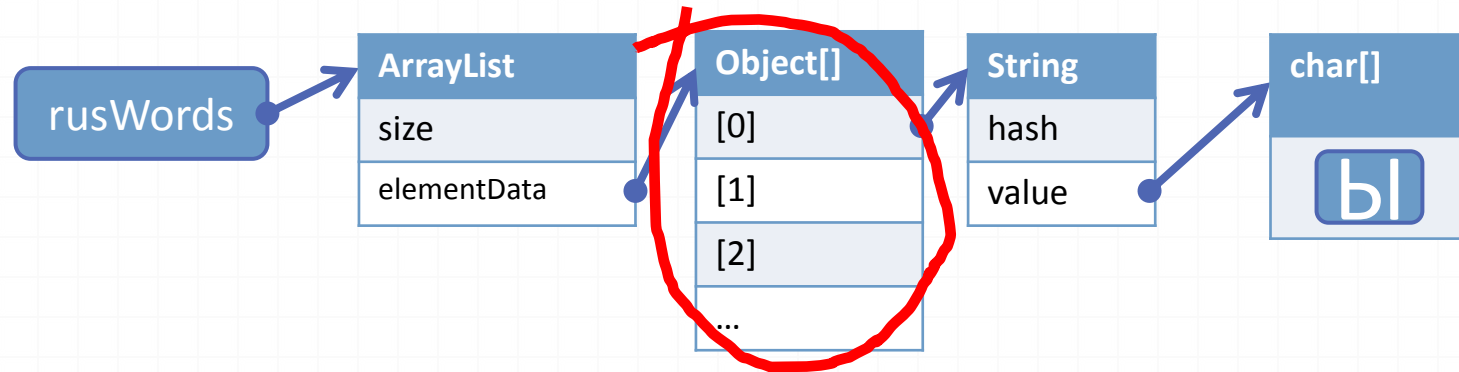 rusWords
ArrayList
size
elementData
Object[]
[0]
[1]
[2]
...
String
hash
value
char[]
Ы